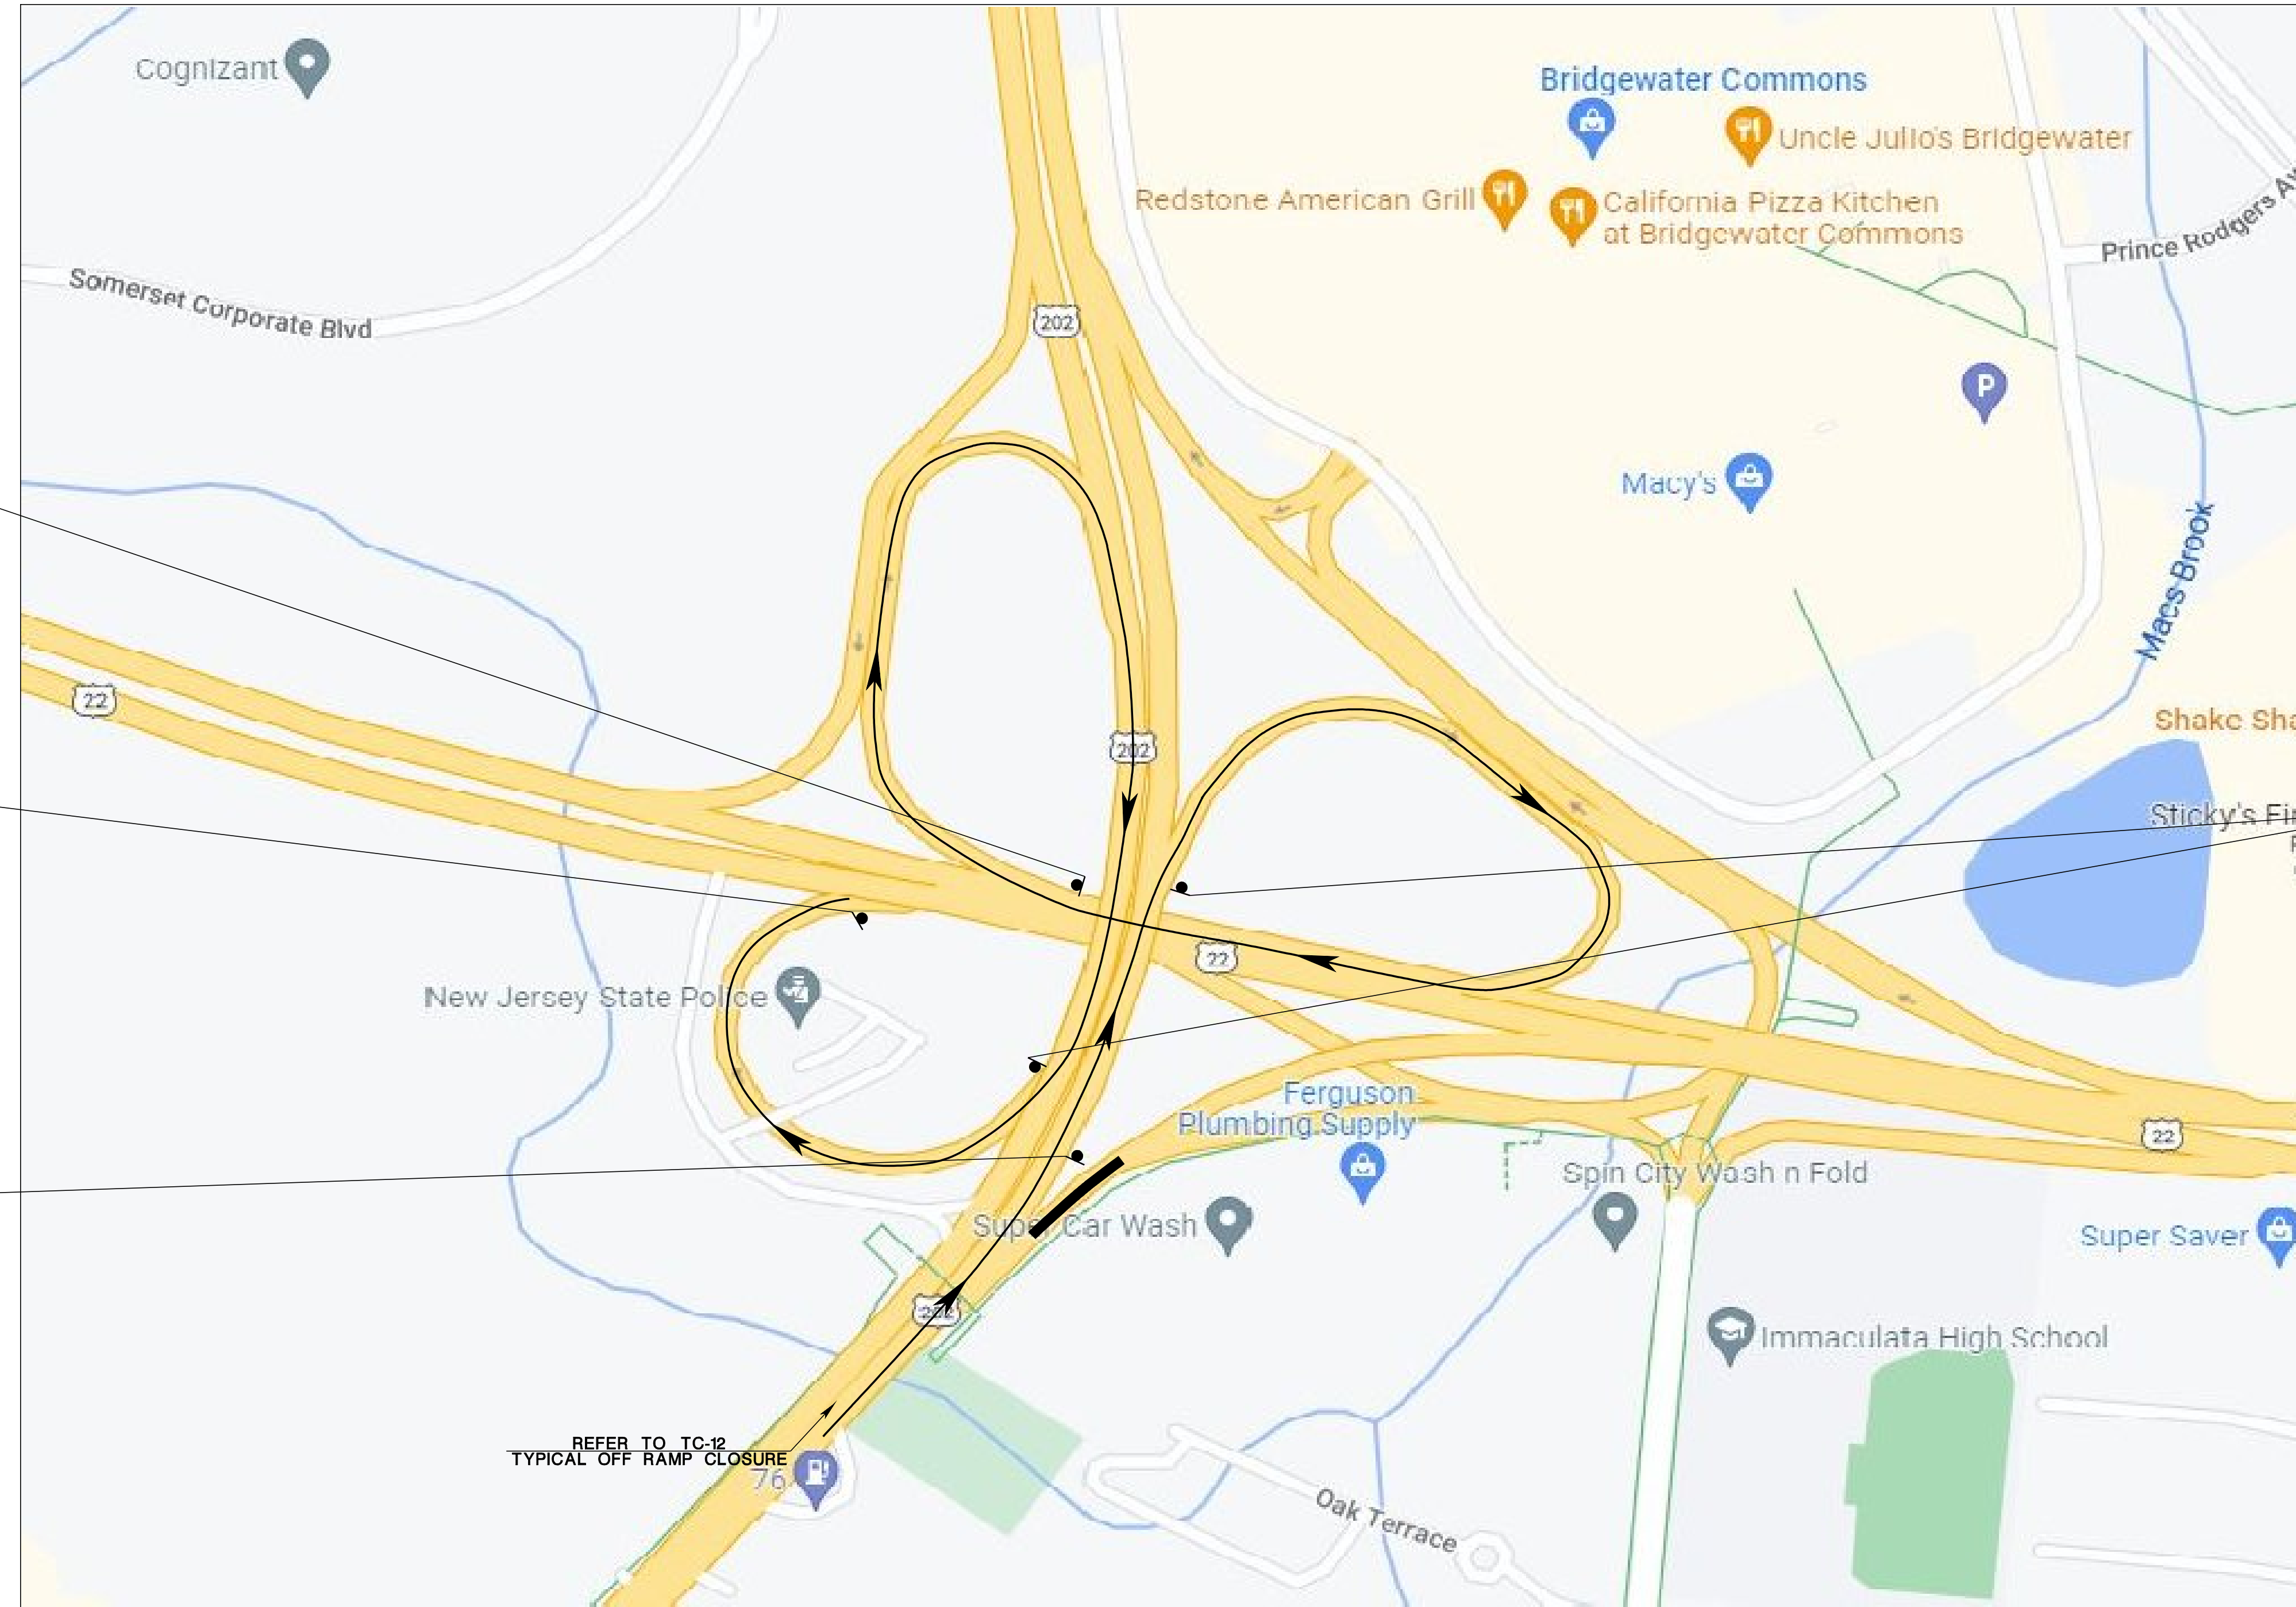 Cognizant
Bridgewater Commons
Uncle Julio's Bridgewater
Redstone American Grill
California Pizza Kitchen
at Bridgewater Commons
Prince Rodgers Av
Somerset Corporate Blvd
202
P
Macy's
Macs Brook
22
Shake Sha
202
Sticky's Fin
22
New Jersey State Police
Ferguson
Plumbing Supply
22
Spin City Wash n Fold
Super Car Wash
Super Saver
202
Immaculata High School
REFER TO TC-12
TYPICAL OFF RAMP CLOSURE
76
Oak Terrace